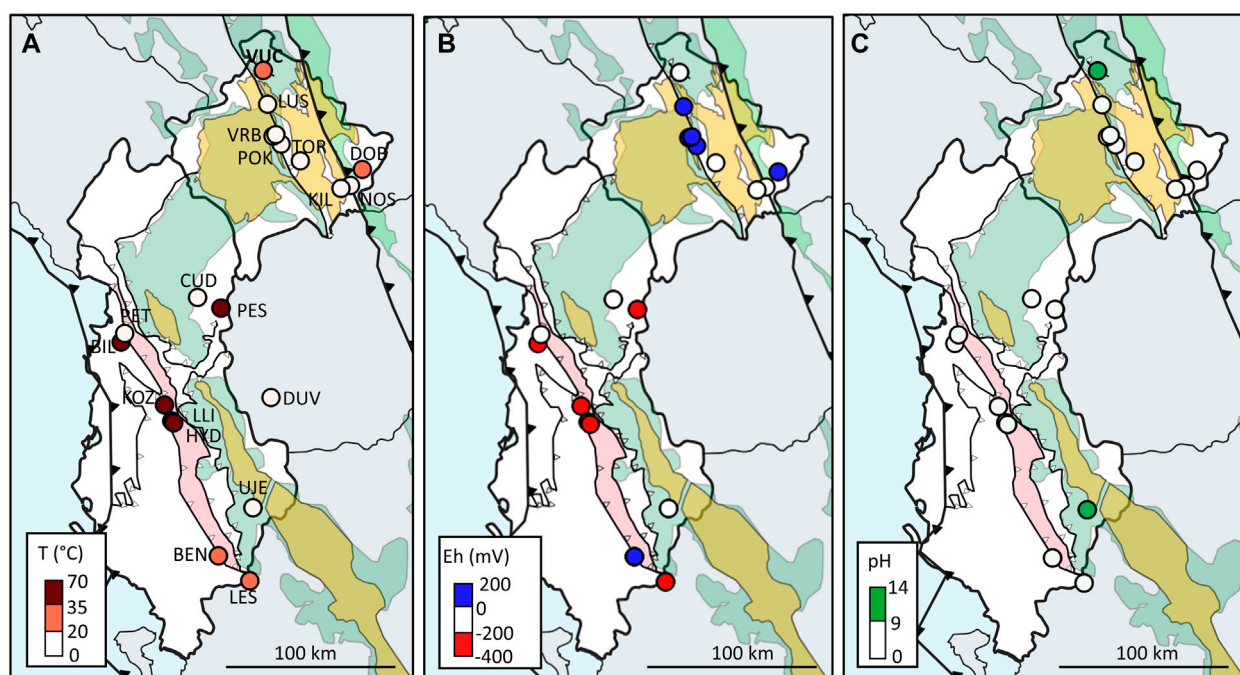 A
VUC
LUS
VRB
POK
TOR
DOB
KIL
NOS
CUD
PES
PET
BIL
KOZ
DUV
LLI
HYD
UJE
BEN
LES
T (°C)
70
35
20
0
100 km
B
Eh (mV)
200
0
-200
-400
100 km
C
pH
14
9
0
100 km